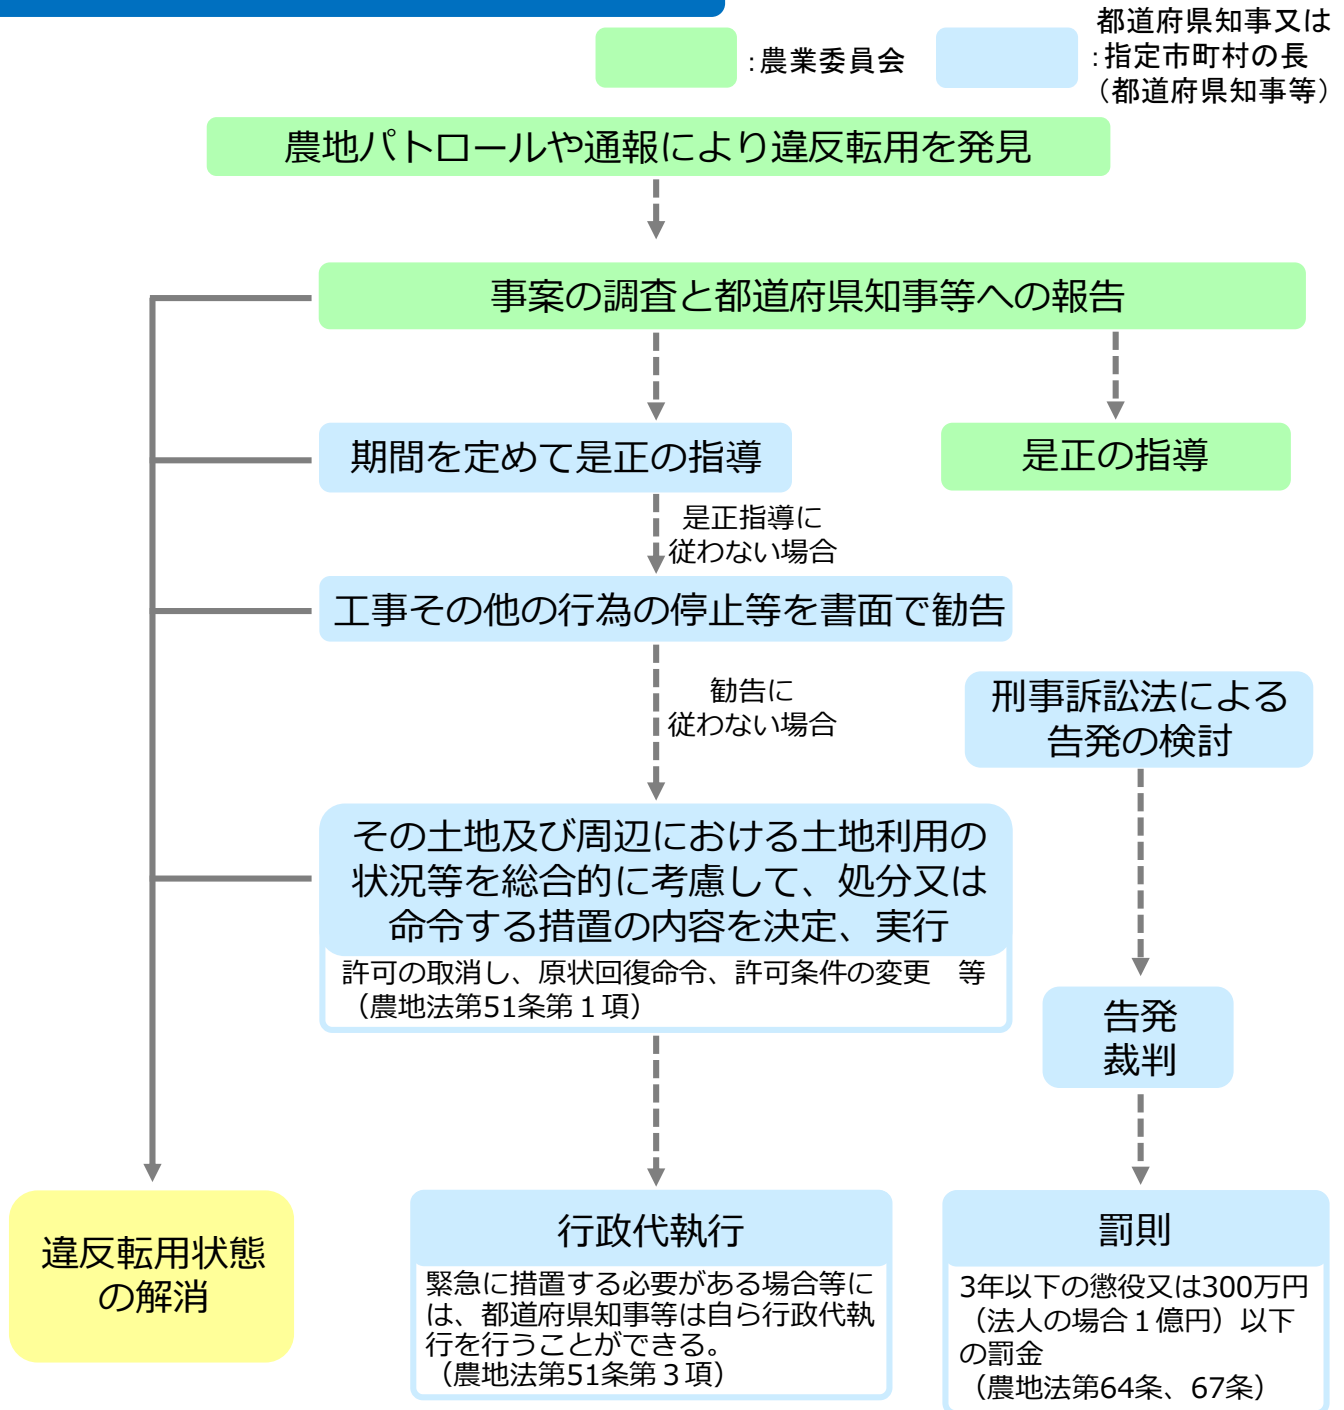 :農業委員会
都道府県知事又は
:指定市町村の長
（都道府県知事等）
農地パトロールや通報により違反転用を発見
事案の調査と都道府県知事等への報告
期間を定めて是正の指導
是正の指導
是正指導に
従わない場合
工事その他の行為の停止等を書面で勧告
勧告に
従わない場合
刑事訴訟法による
告発の検討
その土地及び周辺における土地利用の
状況等を総合的に考慮して、処分又は
命令する措置の内容を決定、実行
許可の取消し、原状回復命令、許可条件の変更　等
（農地法第51条第１項）
告発
裁判
違反転用状態
の解消
行政代執行
緊急に措置する必要がある場合等に
は、都道府県知事等は自ら行政代執
行を行うことができる。
（農地法第51条第３項）
罰則
3年以下の懲役又は300万円
（法人の場合１億円）以下
の罰金
（農地法第64条、67条）